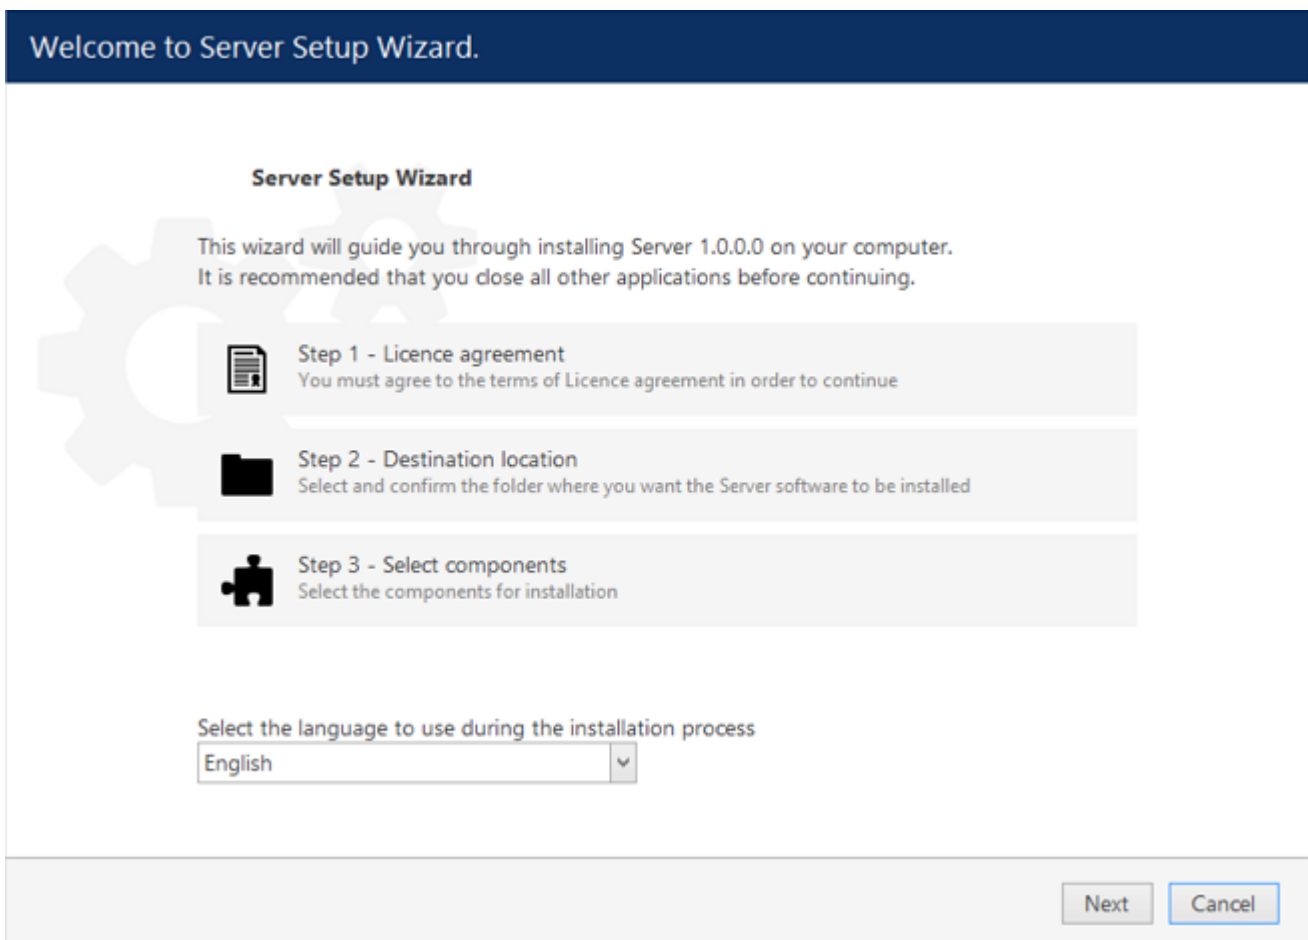 Welcome to Server Setup Wizard.
Server Setup Wizard
This wizard will guide you through installing Server 1.0.0.0 on your computer.
It is recommended that you close all other applications before continuing.
Step 1 - Licence agreement
You must agree to the terms of Licence agreement in order to continue
Step 2 - Destination location
Select and confirm the folder where you want the Server software to be installed
Step 3 - Select components
Select the components for installation
Select the language to use during the installation process
English
Next
Cancel